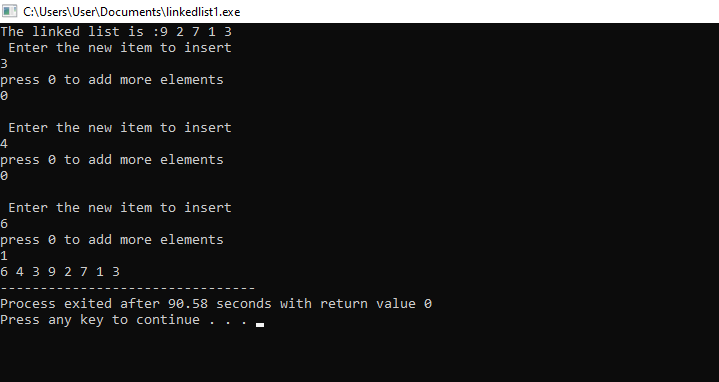 C:\Users\User\Documents\linkedlist1.exe
The linked list is :9 2 7 1 3
 Enter the new item to insert
3
press 0 to add more elements
0
 Enter the new item to insert
4
press 0 to add more elements
0
 Enter the new item to insert
6
press 0 to add more elements
1
6 4 3 9 2 7 1 3
--------------------------------
Process exited after 90.58 seconds with return value 0
Press any key to continue . . .